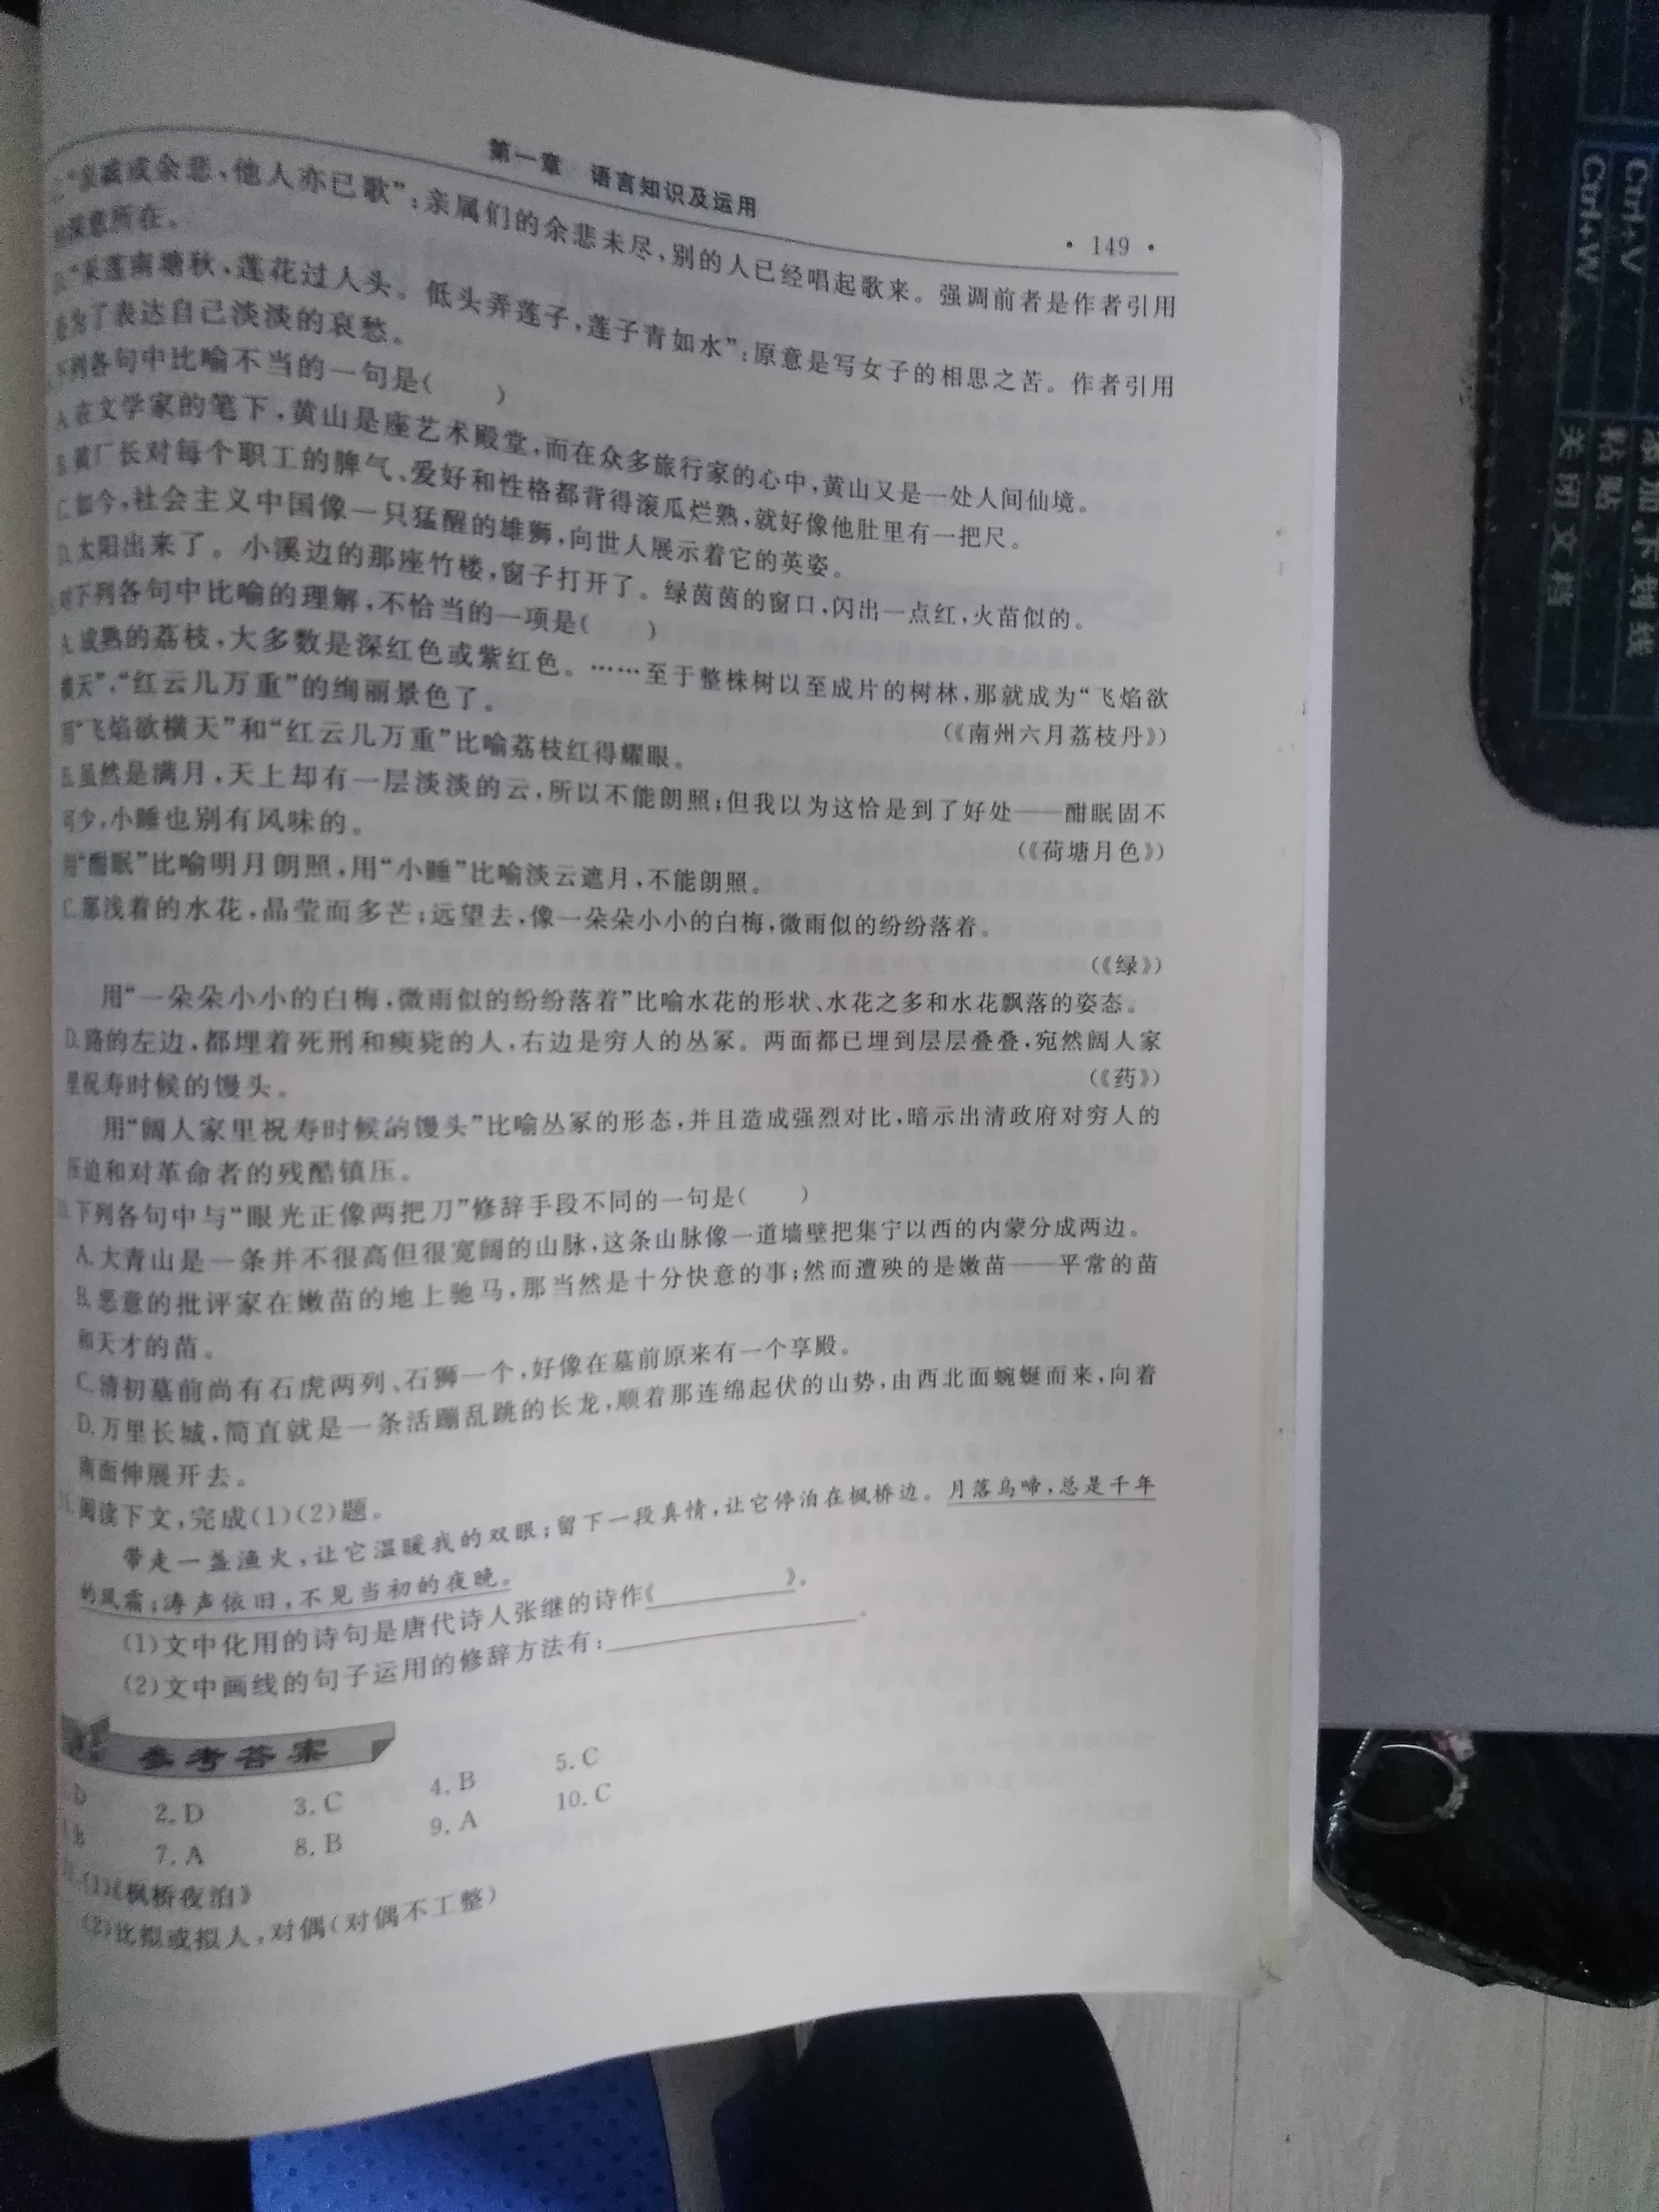 第一章 语言知识及运用
· 149 ·
“亲戚或余悲,他人亦已歌”:亲属们的余悲未尽,别的人已经唱起歌来。强调前者是作者引用
深意所在。
“采莲南塘秋,莲花过人头。低头弄莲子,莲子青如水”:原意是写女子的相思之苦。作者引用
为了表达自己淡淡的哀愁。
下列各句中比喻不当的一句是( )
A.在文学家的笔下,黄山是座艺术殿堂,而在众多旅行家的心中,黄山又是一处人间仙境。
B.黄厂长对每个职工的脾气、爱好和性格都背得滚瓜烂熟,就好像他肚里有一把尺。
C.如今,社会主义中国像一只猛醒的雄狮,向世人展示着它的英姿。
D.太阳出来了。小溪边的那座竹楼,窗子打开了。绿茵茵的窗口,闪出一点红,火苗似的。
对下列各句中比喻的理解,不恰当的一项是( )
A.成熟的荔枝,大多数是深红色或紫红色。……至于整株树以至成片的树林,那就成为“飞焰欲
横天”,“红云几万重”的绚丽景色了。
(《南州六月荔枝丹》)
用“飞焰欲横天”和“红云几万重”比喻荔枝红得耀眼。
B.虽然是满月,天上却有一层淡淡的云,所以不能朗照;但我以为这恰是到了好处——酣眠固不
可少,小睡也别有风味的。
(《荷塘月色》)
用“酣眠”比喻明月朗照,用“小睡”比喻淡云遮月,不能朗照。
C.那浅着的水花,晶莹而多芒;远望去,像一朵朵小小的白梅,微雨似的纷纷落着。
(《绿》)
用“一朵朵小小的白梅,微雨似的纷纷落着”比喻水花的形状、水花之多和水花飘落的姿态。
D.路的左边,都埋着死刑和瘐毙的人,右边是穷人的丛冢。两面都已埋到层层叠叠,宛然阔人家
里祝寿时候的馒头。
(《药》)
用“阔人家里祝寿时候的馒头”比喻丛冢的形态,并且造成强烈对比,暗示出清政府对穷人的
压迫和对革命者的残酷镇压。
下列各句中与“眼光正像两把刀”修辞手段不同的一句是( )
A.大青山是一条并不很高但很宽阔的山脉,这条山脉像一道墙壁把集宁以西的内蒙分成两边。
B.恶意的批评家在嫩苗的地上驰马,那当然是十分快意的事;然而遭殃的是嫩苗——平常的苗
和天才的苗。
C.清初墓前尚有石虎两列、石狮一个,好像在墓前原来有一个享殿。
D.万里长城,简直就是一条活蹦乱跳的长龙,顺着那连绵起伏的山势,由西北面蜿蜒而来,向着
南面伸展开去。
阅读下文,完成(1)(2)题。
带走一盏渔火,让它温暖我的双眼;留下一段真情,让它停泊在枫桥边。月落乌啼,总是千年
的风霜;涛声依旧,不见当初的夜晚。
(1)文中化用的诗句是唐代诗人张继的诗作《 》。
(2)文中画线的句子运用的修辞方法有: 。
参考答案
D 2. D 3. C 4. B 5. C
B 7. A 8. B 9. A 10. C
(1)《枫桥夜泊》
(2)比拟或拟人,对偶(对偶不工整)
Ctrl+V
Ctrl+W
粘贴
关闭文档